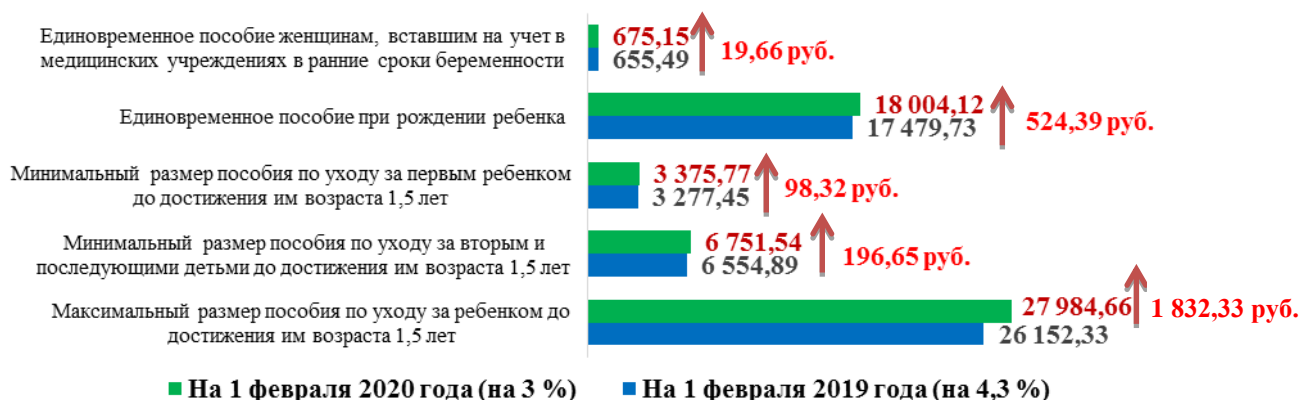 Единовременное пособие женщинам, вставшим на учет в
медицинских учреждениях в ранние сроки беременности
675,15
655,49
19,66 руб.
Единовременное пособие при рождении ребенка
18 004,12
17 479,73
524,39 руб.
Минимальный размер пособия по уходу за первым ребенком
до достижения им возраста 1,5 лет
3 375,77
3 277,45
98,32 руб.
Минимальный размер пособия по уходу за вторым и
последующими детьми до достижения им возраста 1,5 лет
6 751,54
6 554,89
196,65 руб.
Максимальный размер пособия по уходу за ребенком до
достижения им возраста 1,5 лет
27 984,66
26 152,33
1 832,33 руб.
На 1 февраля 2020 года (на 3 %)
На 1 февраля 2019 года (на 4,3 %)